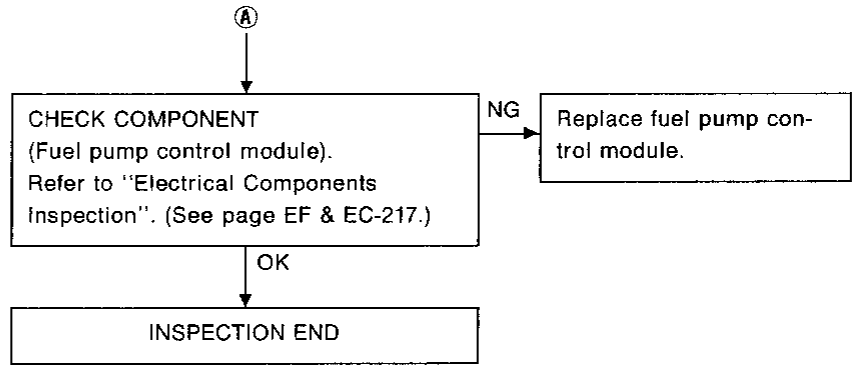 Ⓐ
CHECK COMPONENT
(Fuel pump control module).
Refer to "Electrical Components
Inspection". (See page EF & EC-217.)
NG
Replace fuel pump con-
trol module.
OK
INSPECTION END